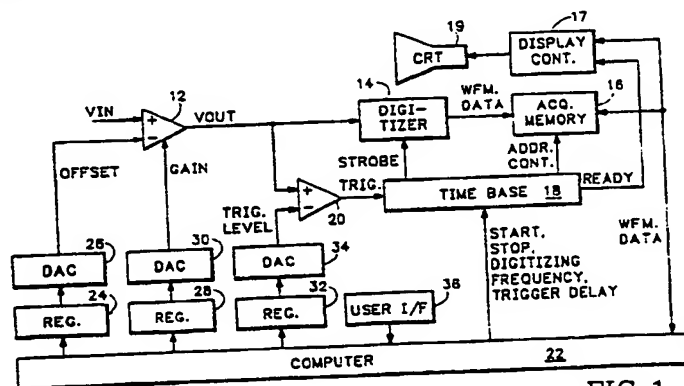 17
19
DISPLAY
CONT.
CRT
12
14
WFM.
DATA
16
VIN
+
-
VOUT
DIGI-
TIZER
ACQ.
MEMORY
OFFSET
GAIN
STROBE
ADDR.
CONT.
+
-
TRIG.
TIME BASE 18
READY
20
TRIG.
LEVEL
START,
STOP,
DIGITIZING
FREQUENCY,
TRIGGER DELAY
WFM.
DATA
26
30
34
DAC
DAC
DAC
24
28
32
36
REG.
REG.
REG.
USER I/F
COMPUTER 22
FIG. 1